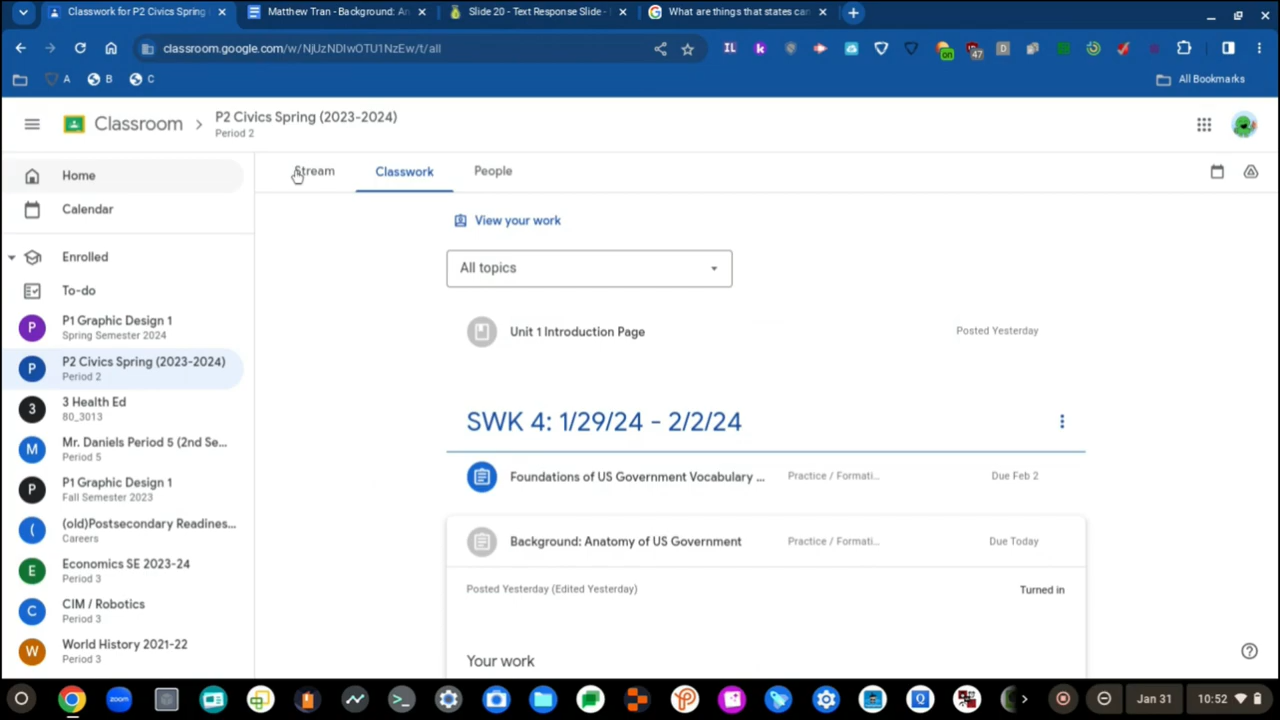 Classwork for P2 Civics Spring
Matthew Tran - Background: An
Slide 20 - Text Response Slide -
What are things that states can
classroom.google.com/w/NjUzNDIwOTU1NzEw/t/all
IL
k
on
47
D
A
B
C
All Bookmarks
Classroom
P2 Civics Spring (2023-2024)
Period 2
Home
Calendar
Enrolled
To-do
P
P1 Graphic Design 1
Spring Semester 2024
P
P2 Civics Spring (2023-2024)
Period 2
3
3 Health Ed
80_3013
M
Mr. Daniels Period 5 (2nd Se...
Period 5
P
P1 Graphic Design 1
Fall Semester 2023
(
(old)Postsecondary Readines...
Careers
E
Economics SE 2023-24
Period 3
C
CIM / Robotics
Period 3
W
World History 2021-22
Period 3
Stream
Classwork
People
View your work
All topics
Unit 1 Introduction Page
Posted Yesterday
SWK 4: 1/29/24 - 2/2/24
Foundations of US Government Vocabulary ...
Practice / Formati...
Due Feb 2
Background: Anatomy of US Government
Practice / Formati...
Due Today
Posted Yesterday (Edited Yesterday)
Turned in
Your work
zoom
Q
Jan 31
10:52